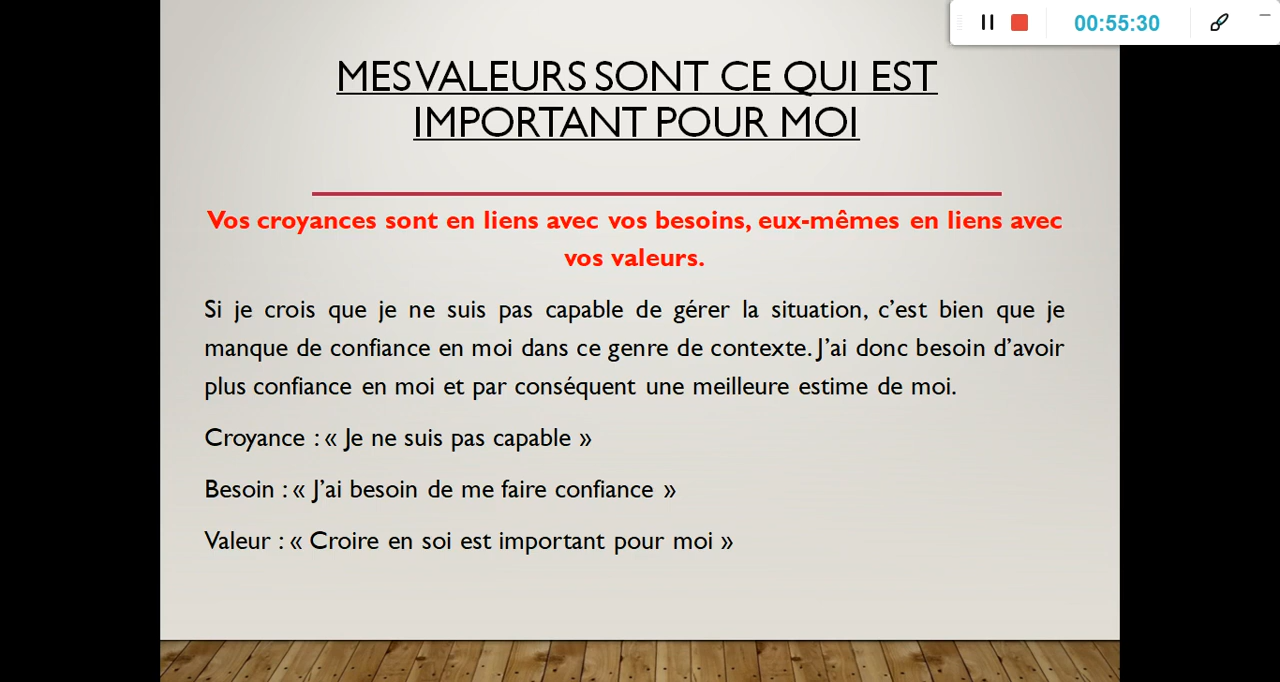 00:55:30
MES VALEURS SONT CE QUI EST
IMPORTANT POUR MOI
Vos croyances sont en liens avec vos besoins, eux-mêmes en liens avec
vos valeurs.
Si je crois que je ne suis pas capable de gérer la situation, c’est bien que je
manque de confiance en moi dans ce genre de contexte. J’ai donc besoin d’avoir
plus confiance en moi et par conséquent une meilleure estime de moi.
Croyance : « Je ne suis pas capable »
Besoin : « J’ai besoin de me faire confiance »
Valeur : « Croire en soi est important pour moi »